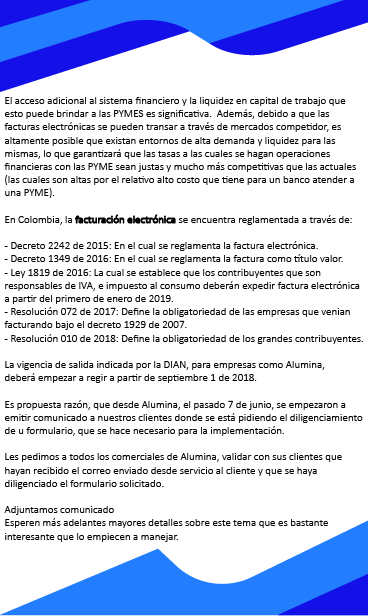 El acceso adicional al sistema financiero y la liquidez en capital de trabajo que
esto puede brindar a las PYMES es significativa. Además, debido a que las
facturas electrónicas se pueden transar a través de mercados competidor, es
altamente posible que existan entornos de alta demanda y liquidez para las
mismas, lo que garantizará que las tasas a las cuales se hagan operaciones
financieras con las PYME sean justas y mucho más competitivas que las actuales
(las cuales son altas por el relativo alto costo que tiene para un banco atender a
una PYME).
En Colombia, la facturación electrónica se encuentra reglamentada a través de:
- Decreto 2242 de 2015: En el cual se reglamenta la factura electrónica.
- Decreto 1349 de 2016: En el cual se reglamenta la factura como título valor.
- Ley 1819 de 2016: La cual se establece que los contribuyentes que son
responsables de IVA, e impuesto al consumo deberán expedir factura electrónica
a partir del primero de enero de 2019.
- Resolución 072 de 2017: Define la obligatoriedad de las empresas que venian
facturando bajo el decreto 1929 de 2007.
- Resolución 010 de 2018: Define la obligatoriedad de los grandes contribuyentes.
La vigencia de salida indicada por la DIAN, para empresas como Alumina,
deberá empezar a regir a partir de septiembre 1 de 2018.
Es propuesta razón, que desde Alumina, el pasado 7 de junio, se empezaron a
emitir comunicado a nuestros clientes donde se está pidiendo el diligenciamiento
de u formulario, que se hace necesario para la implementación.
Les pedimos a todos los comerciales de Alumina, validar con sus clientes que
hayan recibido el correo enviado desde servicio al cliente y que se haya
diligenciado el formulario solicitado.
Adjuntamos comunicado
Esperen más adelantes mayores detalles sobre este tema que es bastante
interesante que lo empiecen a manejar.